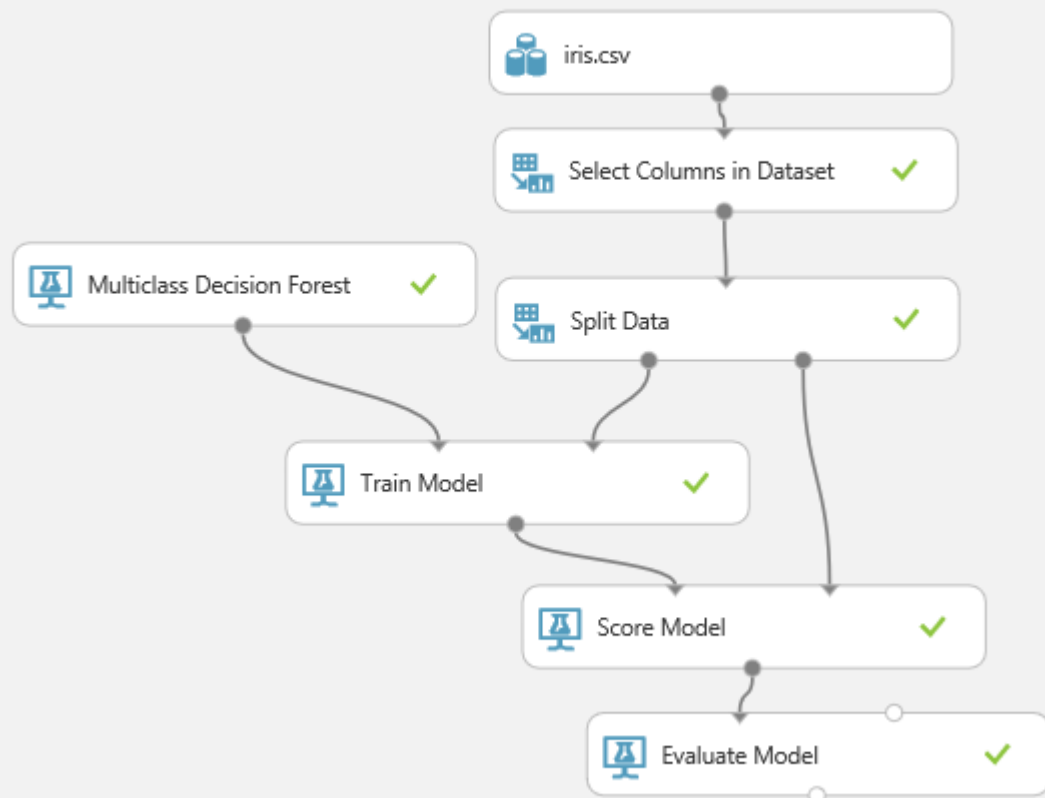 iris.csv
Select Columns in Dataset
Multiclass Decision Forest
Split Data
Train Model
Score Model
Evaluate Model